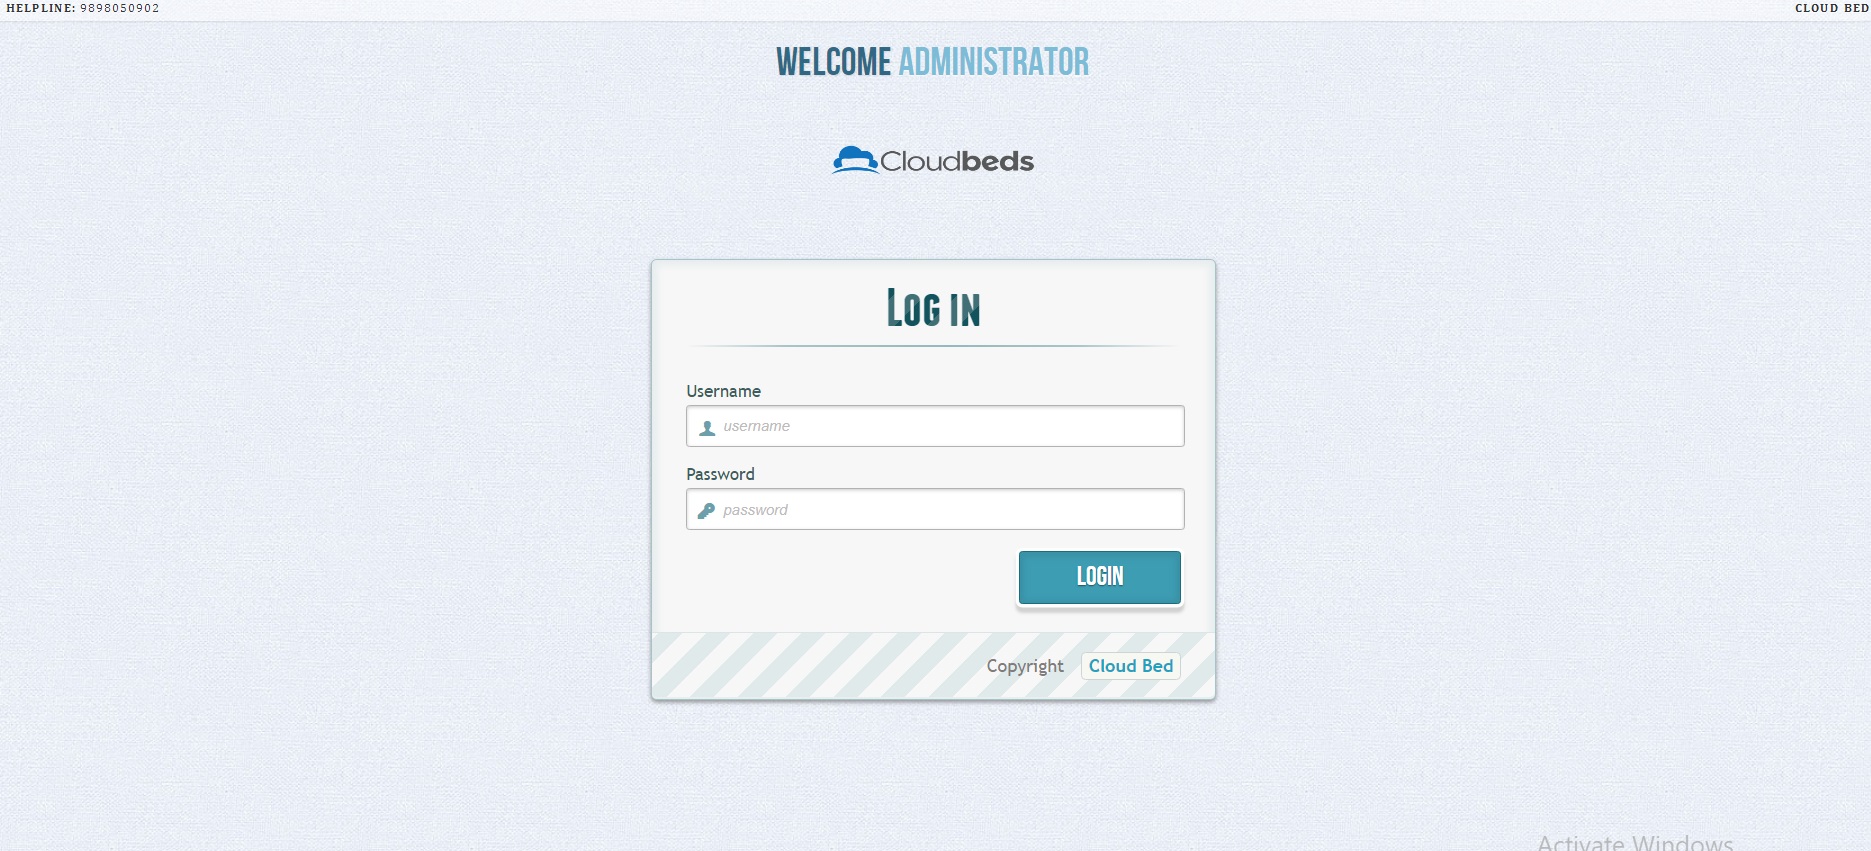 HELPLINE: 9898050902
CLOUD BED
WELCOME ADMINISTRATOR
Cloudbeds
LOG IN
Username
username
Password
password
LOGIN
Copyright Cloud Bed
Activate Windows